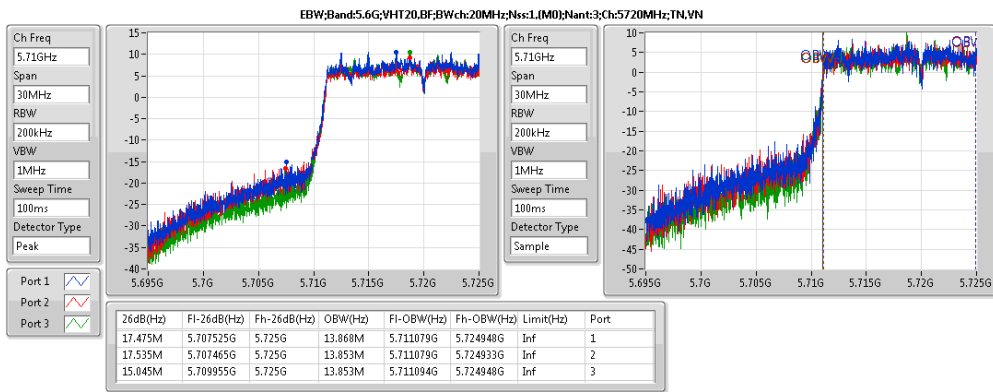 EBW;Band:5.6G;VHT20,BF;BWch:20MHz;Nss:1,(M0);Nant:3;Ch:5720MHz;TN,VN
Ch Freq
5.71GHz
Span
30MHz
RBW
200kHz
VBW
1MHz
Sweep Time
100ms
Detector Type
Peak
15
10
5
0
-5
-10
-15
-20
-25
-30
-35
-40
5.695G 5.7G 5.705G 5.71G 5.715G 5.72G 5.725G
Ch Freq
5.71GHz
Span
30MHz
RBW
200kHz
VBW
1MHz
Sweep Time
100ms
Detector Type
Sample
10
5
0
-5
-10
-15
-20
-25
-30
-35
-40
-45
-50
5.695G 5.7G 5.705G 5.71G 5.715G 5.72G 5.725G
Port 1
Port 2
Port 3
26dB(Hz) Fl-26dB(Hz) Fh-26dB(Hz) OBW(Hz) Fl-OBW(Hz) Fh-OBW(Hz) Limit(Hz) Port
17.475M 5.707525G 5.725G 13.868M 5.711079G 5.724948G Inf 1
17.535M 5.707465G 5.725G 13.853M 5.711079G 5.724933G Inf 2
15.045M 5.709955G 5.725G 13.853M 5.711094G 5.724948G Inf 3